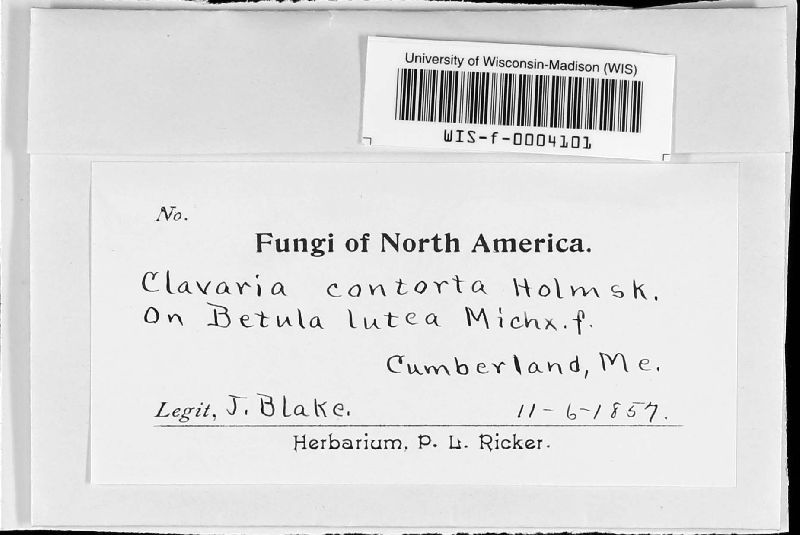 University of Wisconsin-Madison (WIS)
WIS-f-0004101
No.
Fungi of North America.
Clavaria contorta Holmsk.
On Betula lutea Michx.f.
Cumberland, Me.
Legit, J. Blake. 11-6-1857.
Herbarium, P. L. Ricker.